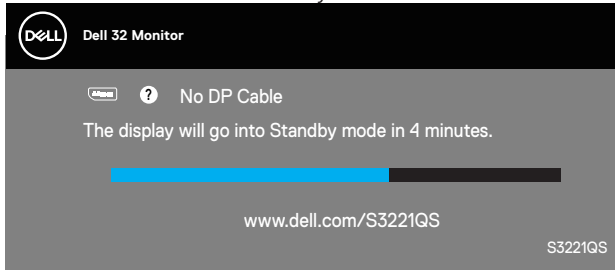 DELL
Dell 32 Monitor
? No DP Cable
The display will go into Standby mode in 4 minutes.
www.dell.com/S3221QS
S3221QS